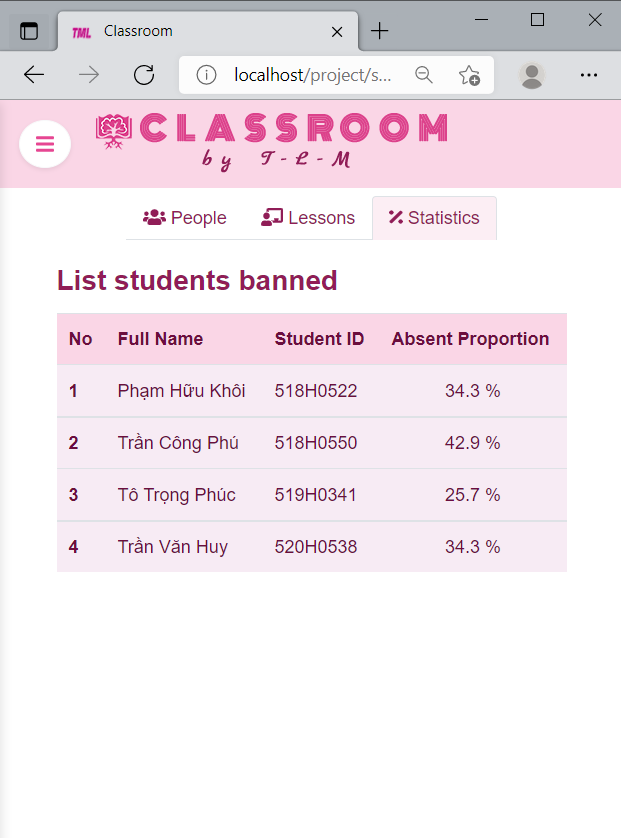 TML Classroom
localhost/project/s...
CLASSROOM
by T-L-M
People Lessons Statistics
List students banned
No Full Name Student ID Absent Proportion
1 Phạm Hữu Khôi 518H0522 34.3 %
2 Trần Công Phú 518H0550 42.9 %
3 Tô Trọng Phúc 519H0341 25.7 %
4 Trần Văn Huy 520H0538 34.3 %